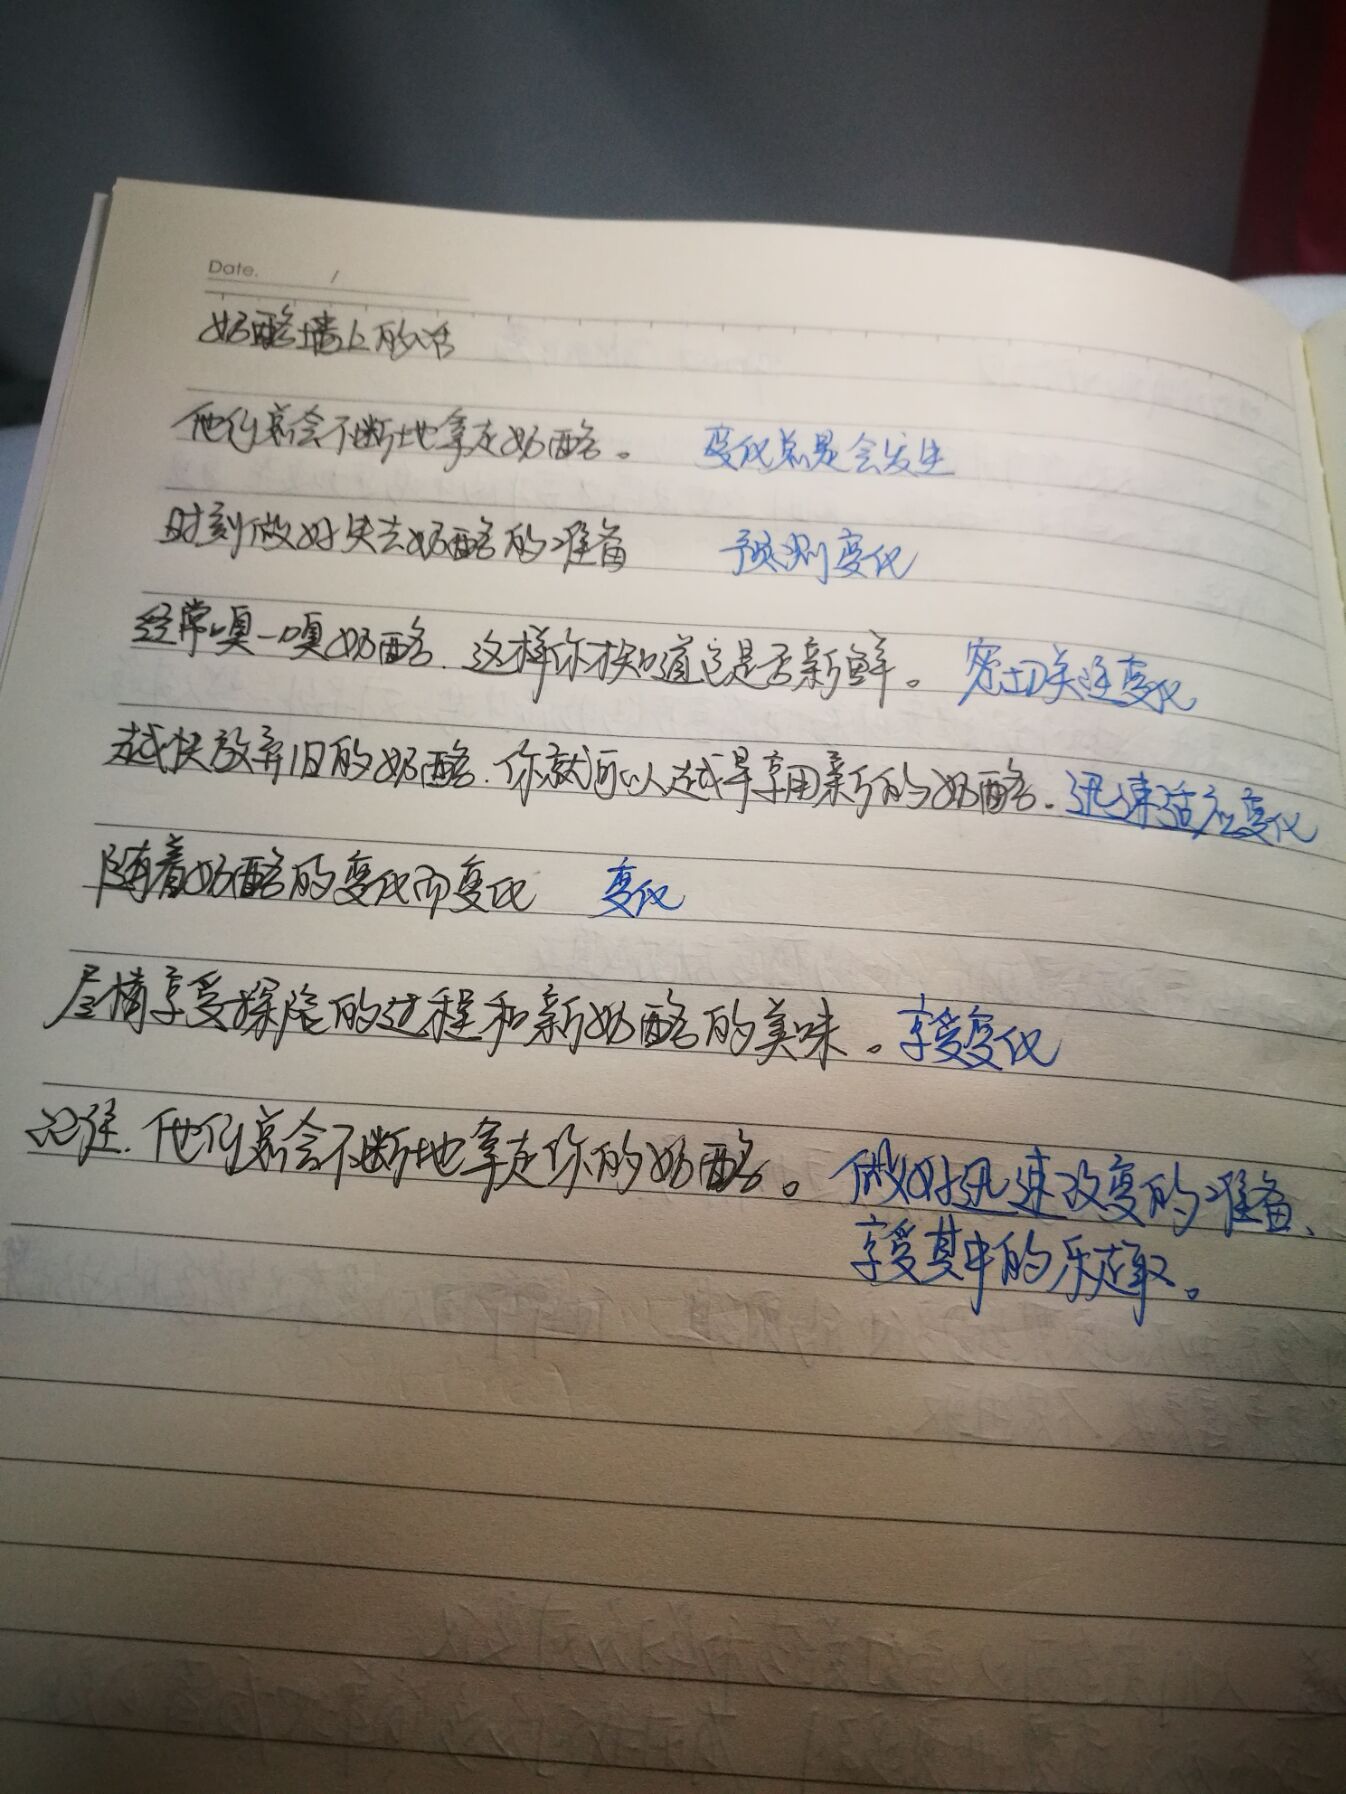 Date. /
奶酪墙上的话
他们总会不断地拿走奶酪。 变化总是会发生
时刻做好失去奶酪的准备 预测变化
经常嗅一嗅奶酪．这样你才知道它是否新鲜。 密切关注变化
越快放弃旧的奶酪．你就可以越早享用新的奶酪．迅速适应变化
随着奶酪的变化而变化 变化
尽情享受探险的过程和新奶酪的美味。享受变化
记住．他们总会不断地拿走你的奶酪。 做好迅速改变的准备、
享受其中的乐趣。